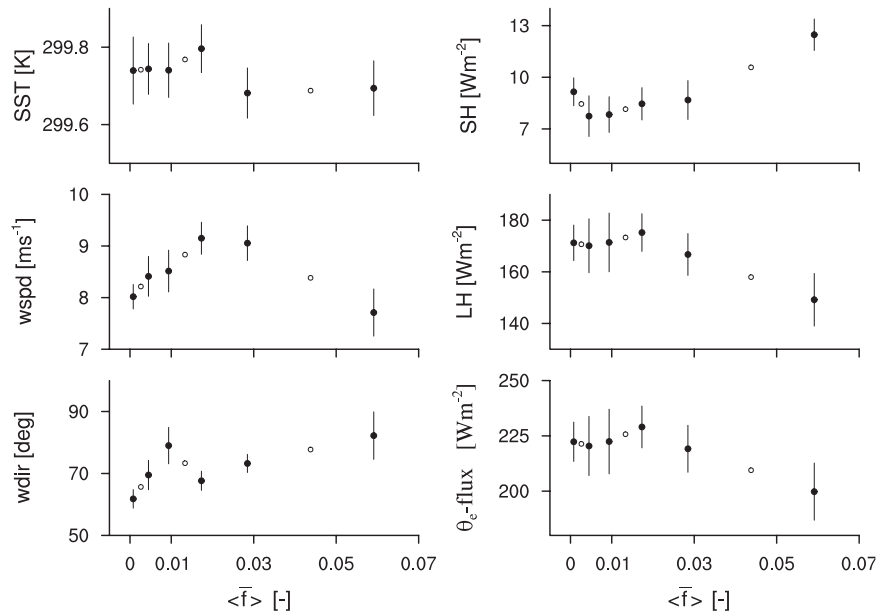 299.8
299.6
SST [K]
13
10
7
SH [Wm⁻²]
10
9
8
7
wspd [ms⁻¹]
180
160
140
LH [Wm⁻²]
90
70
50
wdir [deg]
250
225
200
θₑ-flux [Wm⁻²]
0 0.01 0.03 0.05 0.07
<f̅> [-]
0 0.01 0.03 0.05 0.07
<f̅> [-]